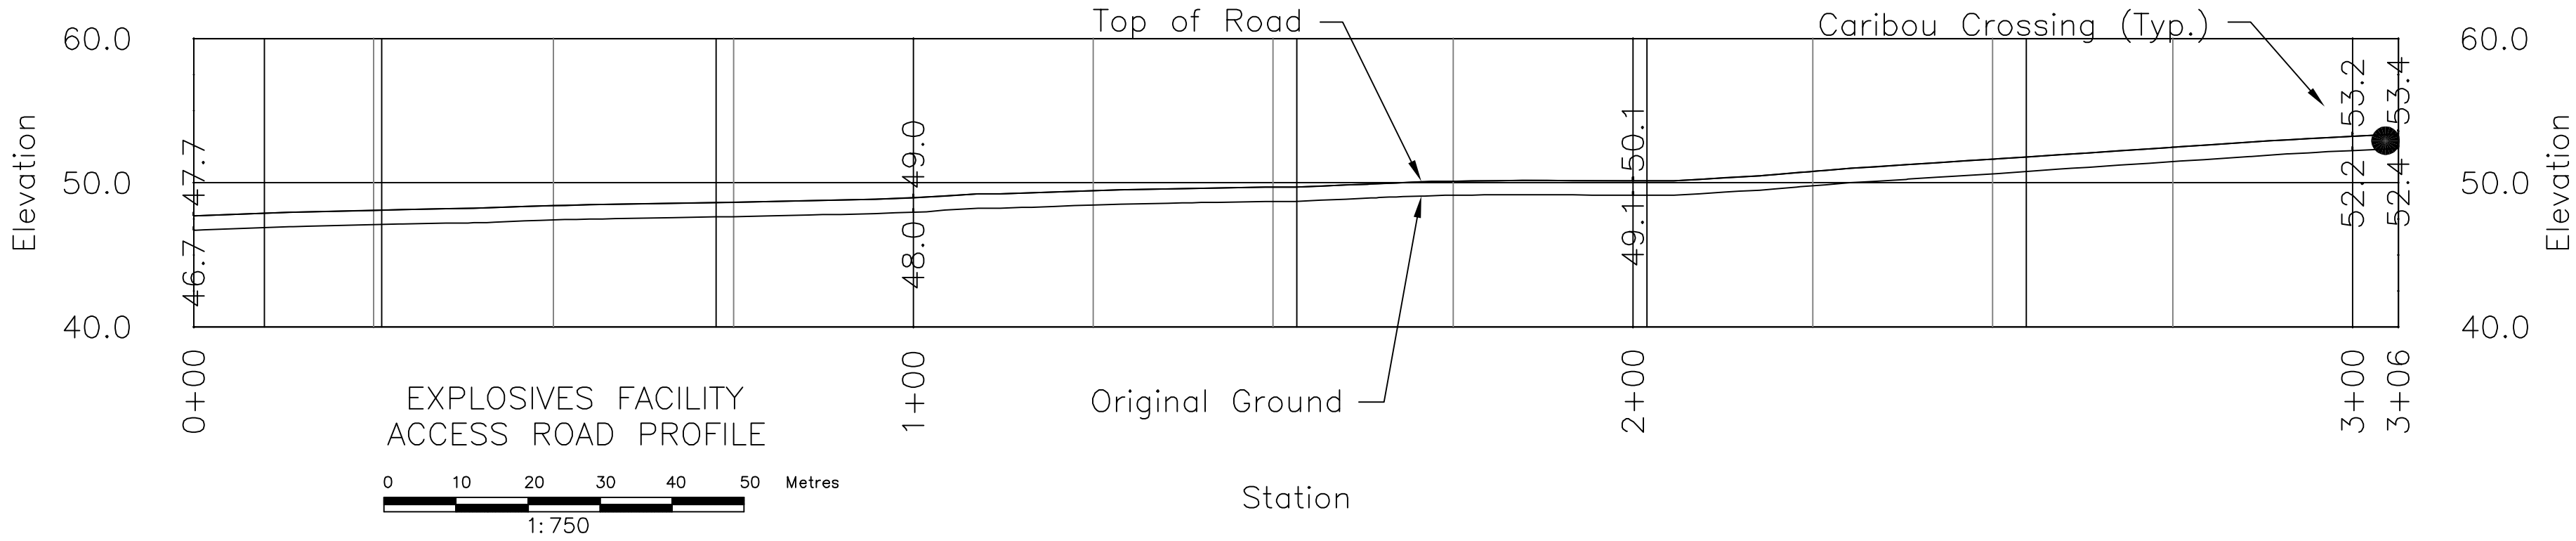 Top of Road
Caribou Crossing (Typ.)
60.0
60.0
Elevation
50.0
50.0
Elevation
40.0
40.0
47.7
46.7
49.0
48.0
50.1
49.1
53.2
52.2
53.4
52.4
0+00
1+00
2+00
3+00
3+06
Original Ground
EXPLOSIVES FACILITY
ACCESS ROAD PROFILE
0 10 20 30 40 50 Metres
1:750
Station